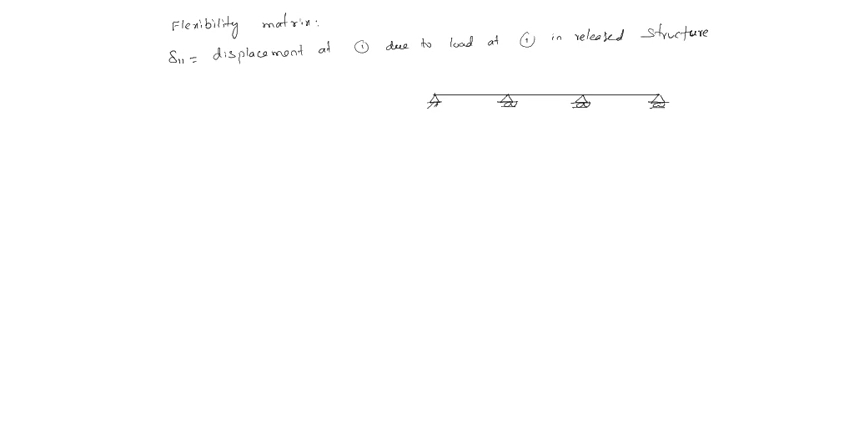 Flexibility matrix:
δ₁₁ = displacement at ① due to load at ① in released structure